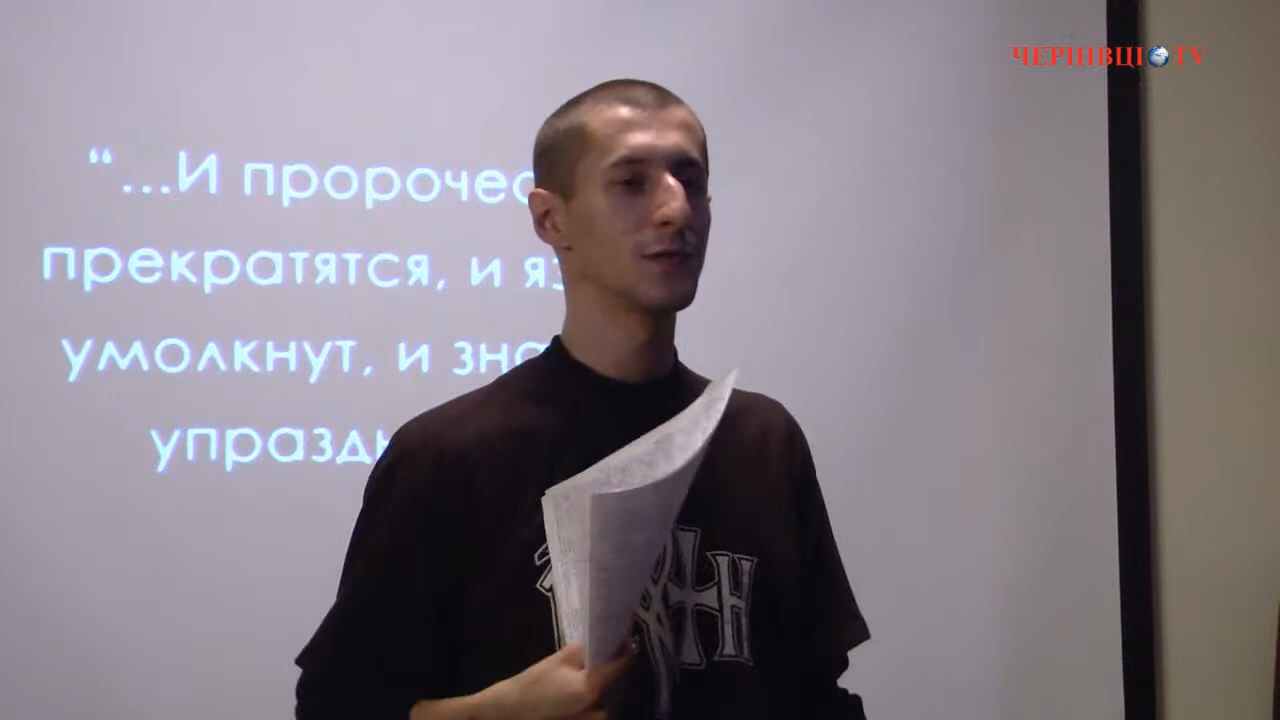 ЧЕРНІВЦІ TV
“...И пророчес
прекратятся, и яз
умолкнут, и зна
упраздн